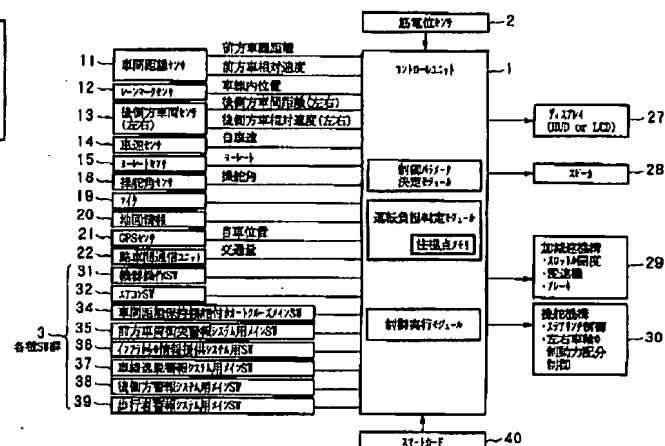 筋電位センサ
2
11
車間距離センサ
前方車間距離
前方車相対速度
コントロールユニット
1
12
レーンマークセンサ
車線内位置
13
後側方車間センサ
(左右)
後側方車間距離(左右)
後側方車相対速度(左右)
14
車速センサ
自車速
15
ヨーレートセンサ
ヨーレート
18
操舵角センサ
操舵角
19
マイク
20
地図情報
21
GPSセンサ
自車位置
22
路車間通信ユニット
交通量
31
機器操作SW
32
エアコンSW
34
車間距離保持機能付きオートクルーズメインSW
35
前方車衝突警報システム用メインSW
36
インフラからの情報提供システム用SW
37
車線逸脱警報システム用メインSW
38
後側方警報システム用メインSW
39
歩行者警報システム用メインSW
3
各種SW群
制御パラメータ
決定モジュール
運転負担判定モジュール
注視点メモリ
制御実行モジュール
ディスプレイ
(HUD or LCD)
27
スピーカ
28
加減速機構
・スロットル開度
・変速機
・ブレーキ
29
操舵機構
・ステアリング制御
・左右車輪の
制動力配分
制御
30
スマートカード
40